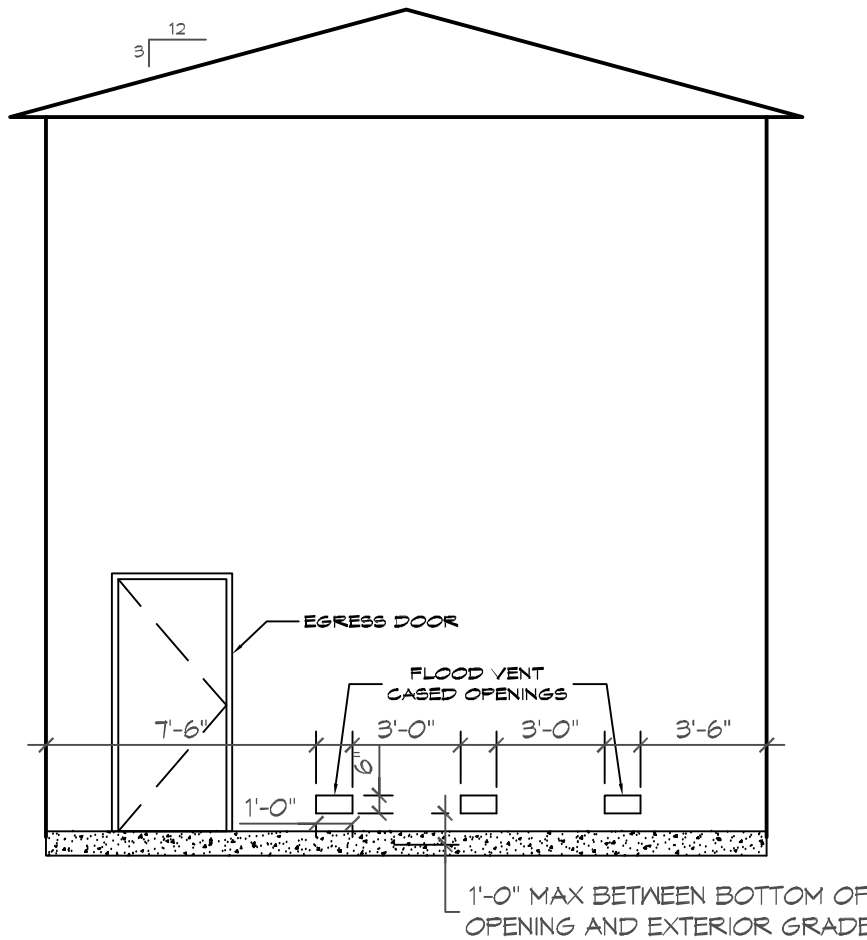 12
3
EGRESS DOOR
FLOOD VENT
CASED OPENINGS
7'-6"
3'-0"
3'-0"
3'-6"
6"
1'-0"
1'-0" MAX BETWEEN BOTTOM OF
OPENING AND EXTERIOR GRADE